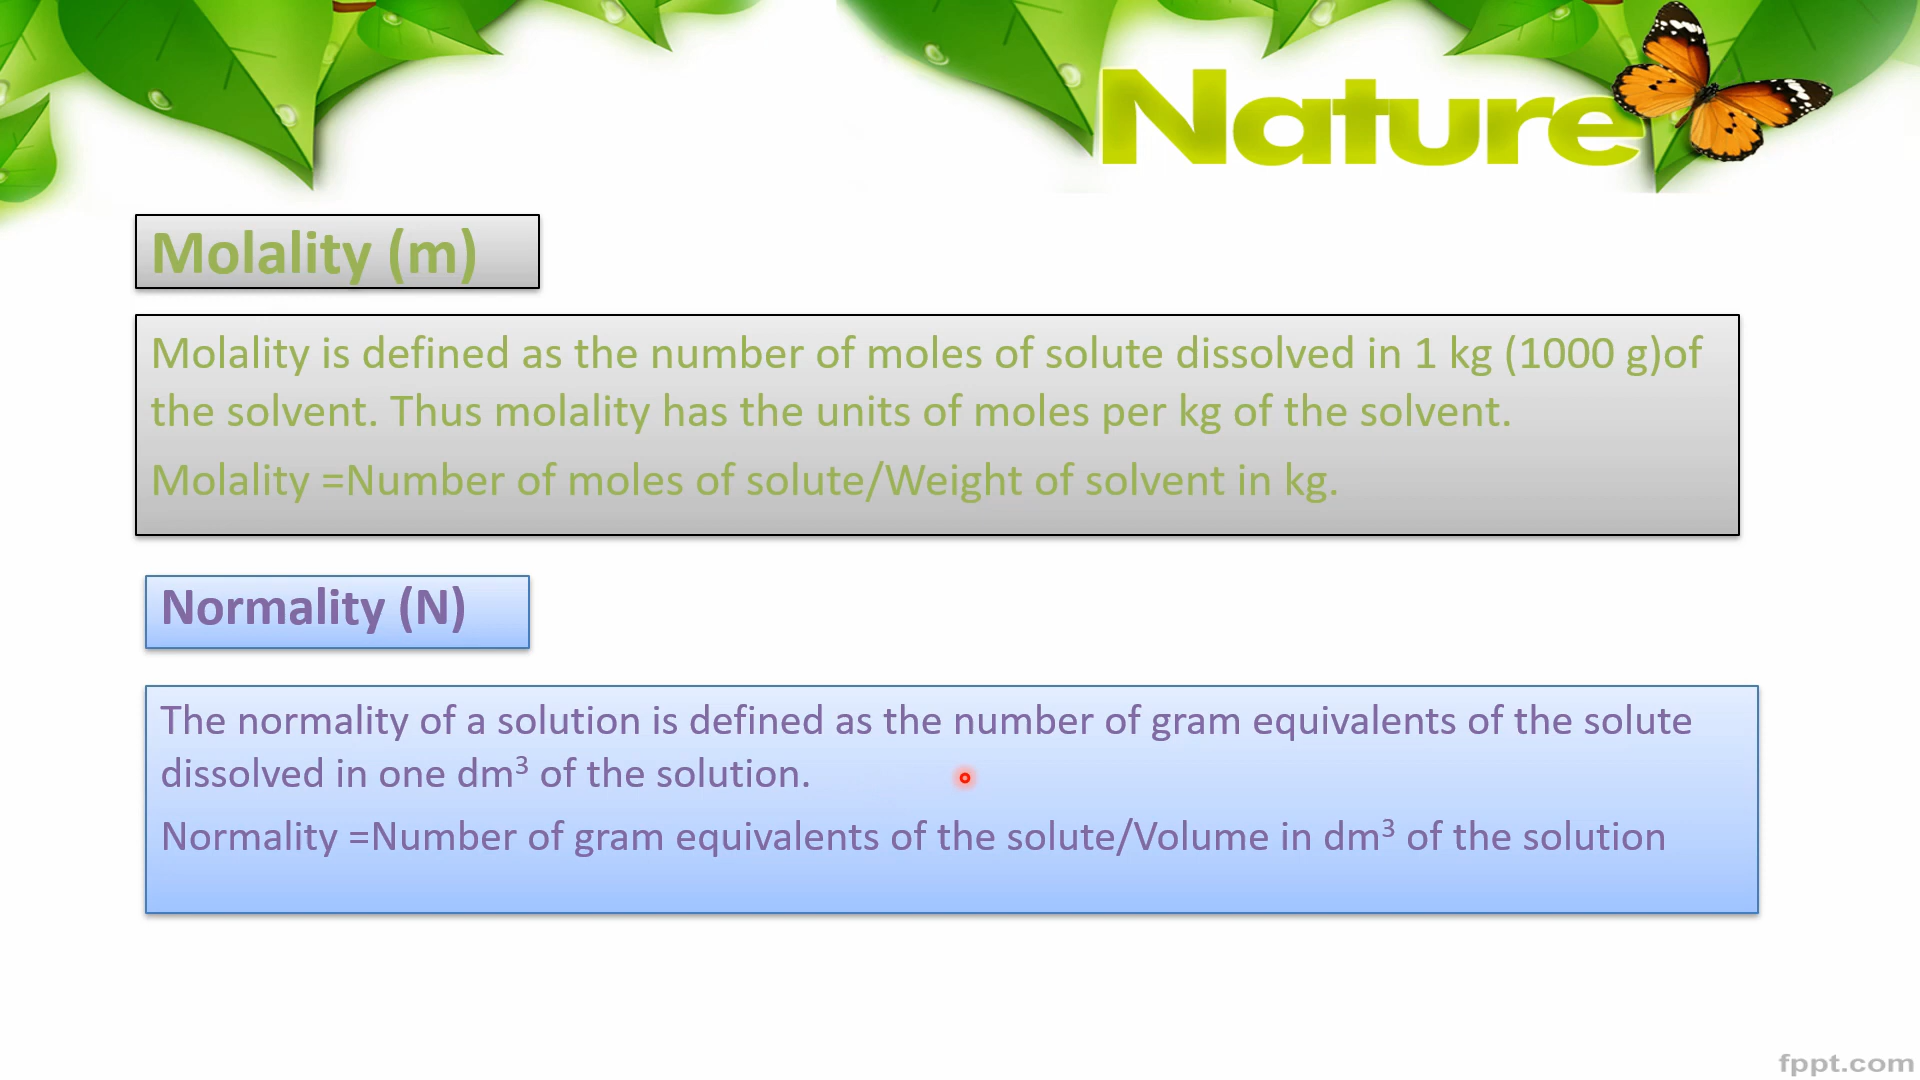 Nature
Molality (m)
Molality is defined as the number of moles of solute dissolved in 1 kg (1000 g)of
the solvent. Thus molality has the units of moles per kg of the solvent.
Molality =Number of moles of solute/Weight of solvent in kg.
Normality (N)
The normality of a solution is defined as the number of gram equivalents of the solute
dissolved in one dm³ of the solution.
Normality =Number of gram equivalents of the solute/Volume in dm³ of the solution
fppt.com